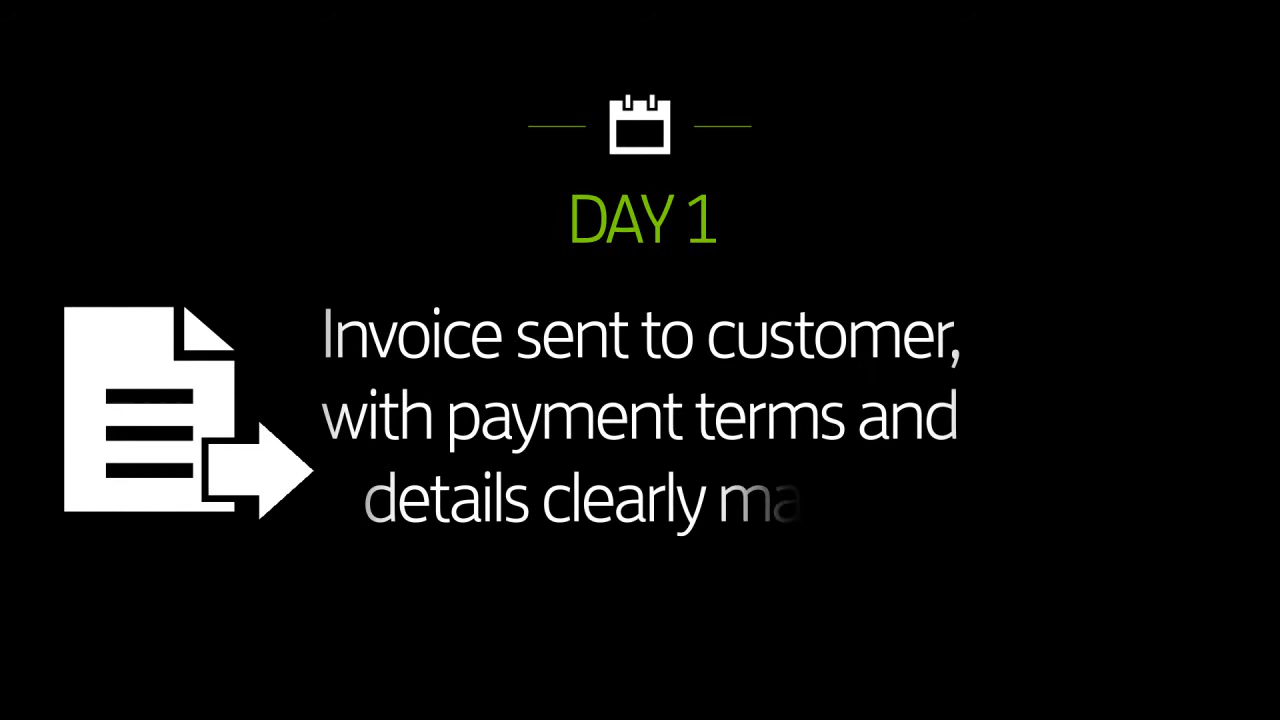 DAY 1
Invoice sent to customer,
with payment terms and
details clearly